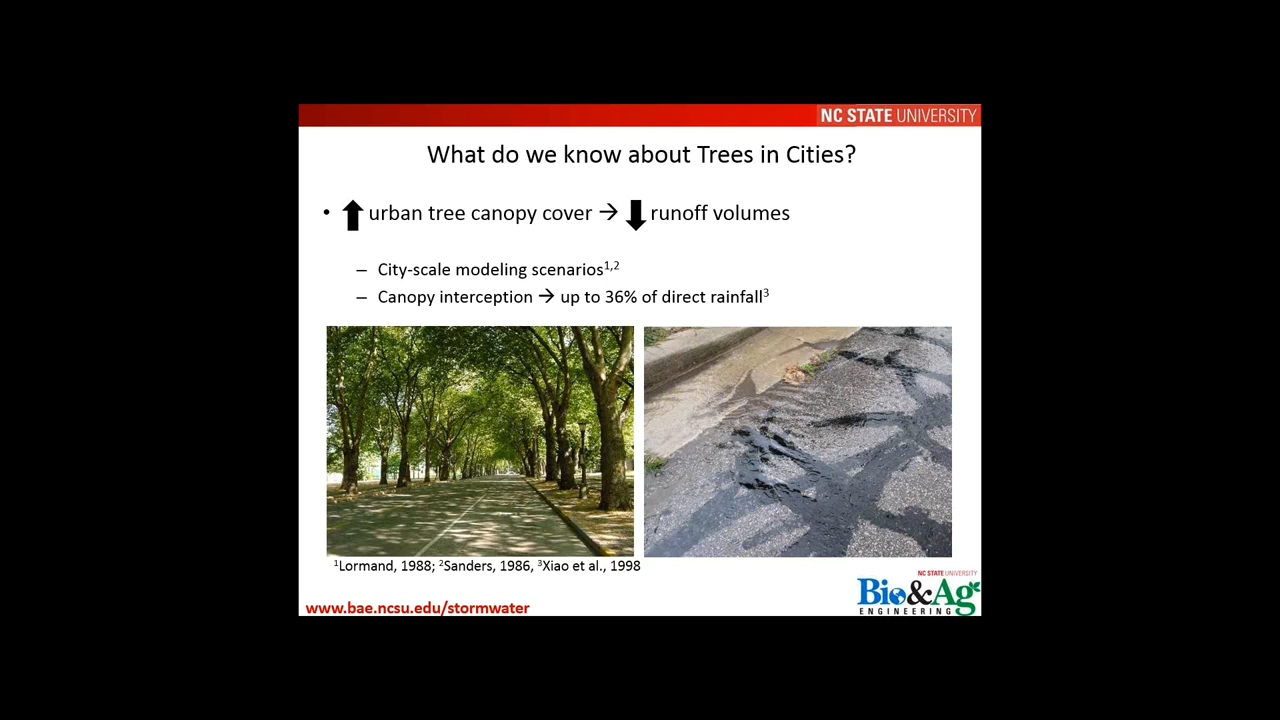 NC STATE UNIVERSITY
What do we know about Trees in Cities?
• ⬆ urban tree canopy cover → ⬇ runoff volumes
– City-scale modeling scenarios1,2
– Canopy interception → up to 36% of direct rainfall3
1Lormand, 1988; 2Sanders, 1986, 3Xiao et al., 1998
NC STATE UNIVERSITY
Bio&Ag
ENGINEERING
www.bae.ncsu.edu/stormwater